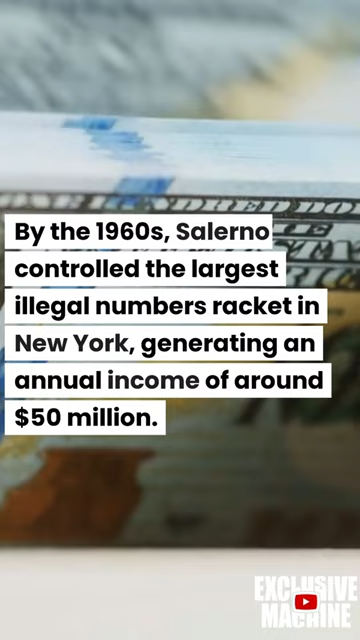 By the 1960s, Salerno
controlled the largest
illegal numbers racket in
New York, generating an
annual income of around
$50 million.
EXCLUSIVE
MACHINE